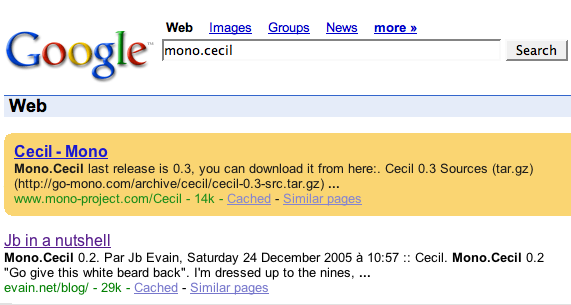 Google™
Web Images Groups News more »
mono.cecil Search
Web
Cecil - Mono
Mono.Cecil last release is 0.3, you can download it from here:. Cecil 0.3 Sources (tar.gz)
(http://go-mono.com/archive/cecil/cecil-0.3-src.tar.gz) ...
www.mono-project.com/Cecil - 14k - Cached - Similar pages
Jb in a nutshell
Mono.Cecil 0.2. Par Jb Evain, Saturday 24 December 2005 à 10:57 :: Cecil. Mono.Cecil 0.2
"Go give this white beard back". I'm dressed up to the nines, ...
evain.net/blog/ - 29k - Cached - Similar pages